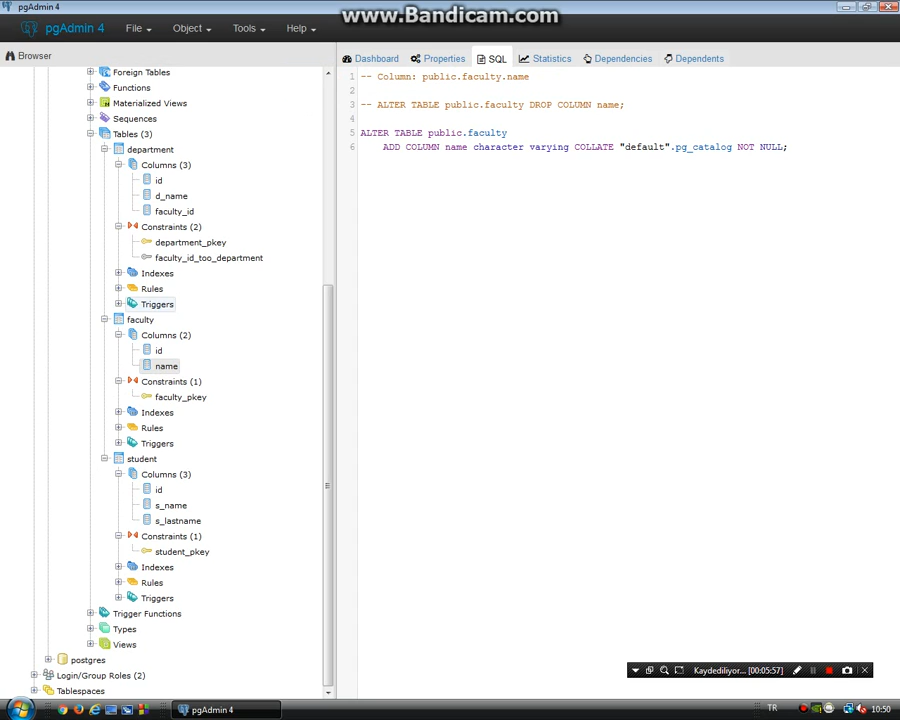 pgAdmin 4
www.Bandicam.com
pgAdmin 4
File
Object
Tools
Help
Browser
Dashboard
Properties
SQL
Statistics
Dependencies
Dependents
Foreign Tables
Functions
Materialized Views
Sequences
Tables (3)
department
Columns (3)
id
d_name
faculty_id
Constraints (2)
department_pkey
faculty_id_too_department
Indexes
Rules
Triggers
faculty
Columns (2)
id
name
Constraints (1)
faculty_pkey
Indexes
Rules
Triggers
student
Columns (3)
id
s_name
s_lastname
Constraints (1)
student_pkey
Indexes
Rules
Triggers
Trigger Functions
Types
Views
postgres
Login/Group Roles (2)
Tablespaces
1 -- Column: public.faculty.name
2
3 -- ALTER TABLE public.faculty DROP COLUMN name;
4
5 ALTER TABLE public.faculty
6 ADD COLUMN name character varying COLLATE "default".pg_catalog NOT NULL;
Kaydediliyor... [00:05:57]
pgAdmin 4
TR
10:50